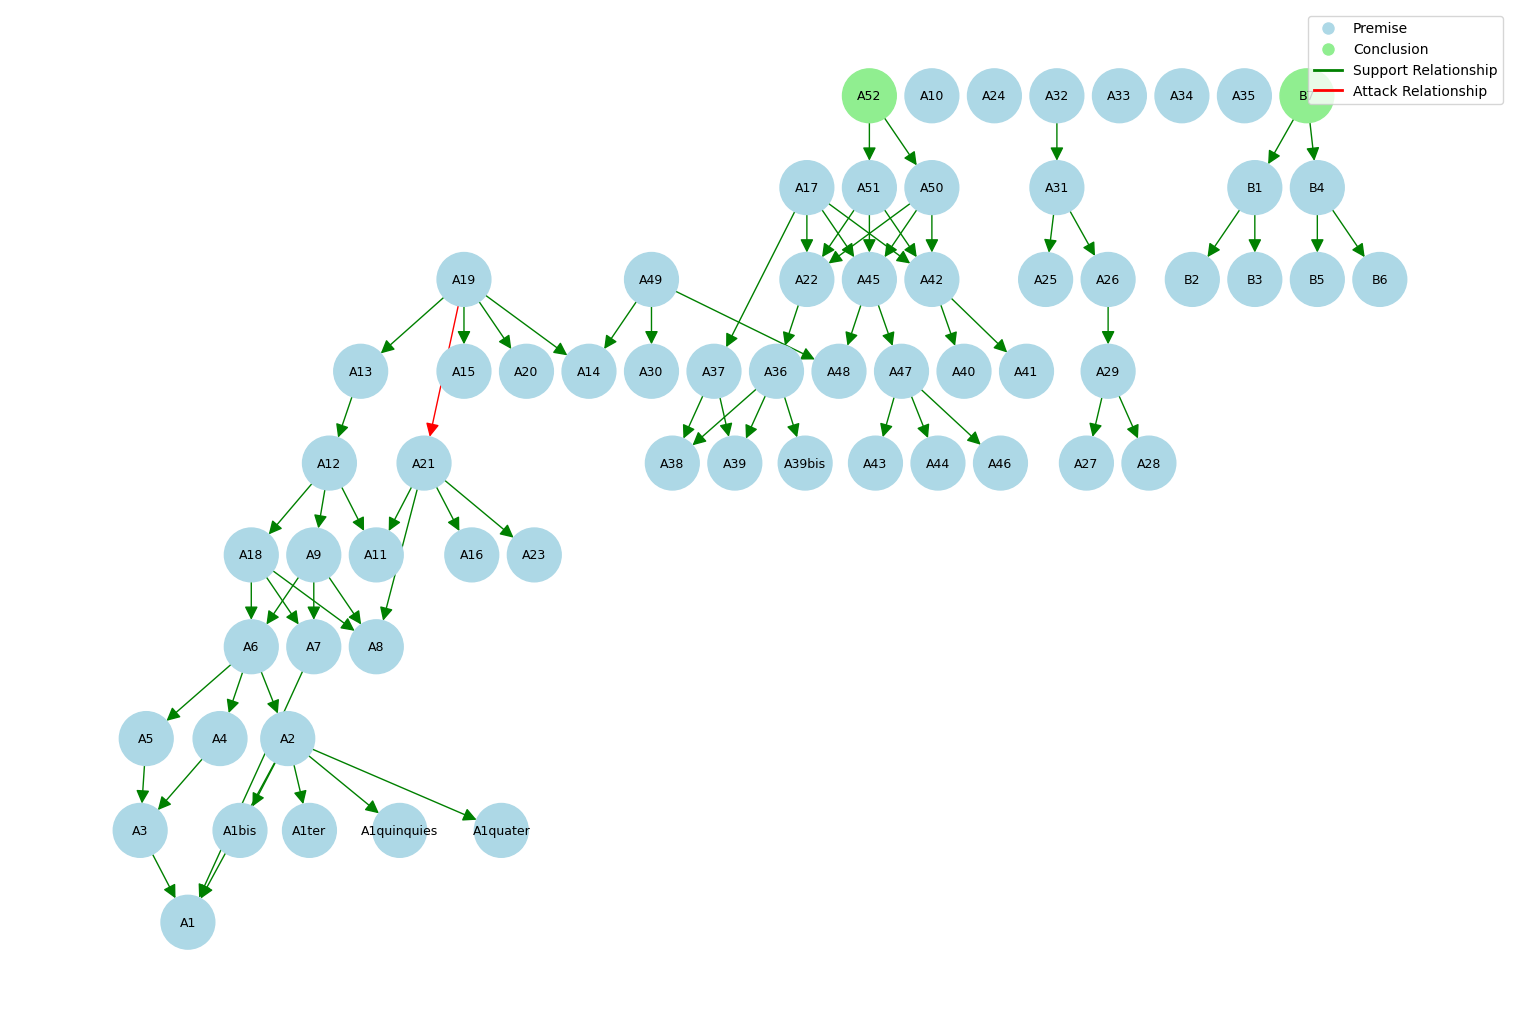 Premise
Conclusion
Support Relationship
Attack Relationship
A52 A10 A24 A32 A33 A34 A35
A17 A51 A50 A31 B1 B4
A19 A49 A22 A45 A42 A25 A26 B2 B3 B5 B6
A13 A15 A20 A14 A30 A37 A36 A48 A47 A40 A41 A29
A12 A21 A38 A39 A39bis A43 A44 A46 A27 A28
A18 A9 A11 A16 A23
A6 A7 A8
A5 A4 A2
A3 A1bis A1ter A1quinquies A1quater
A1